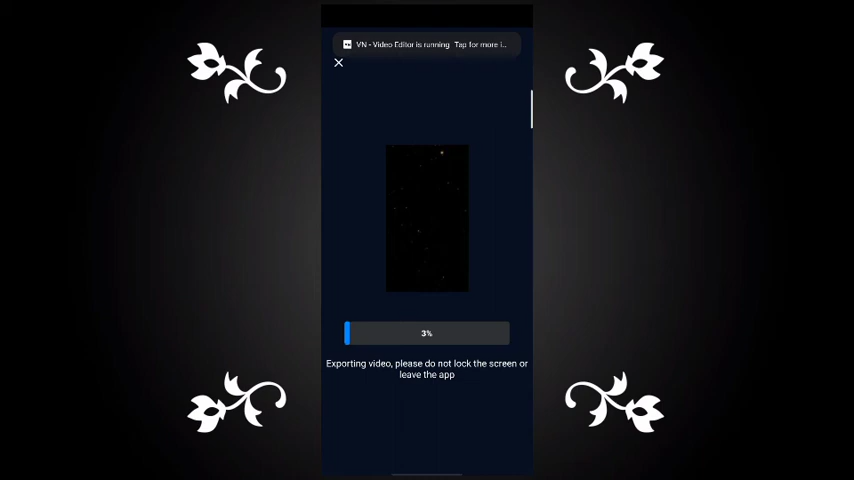 VN - Video Editor is running Tap for more i...
3%
Exporting video, please do not lock the screen or
leave the app